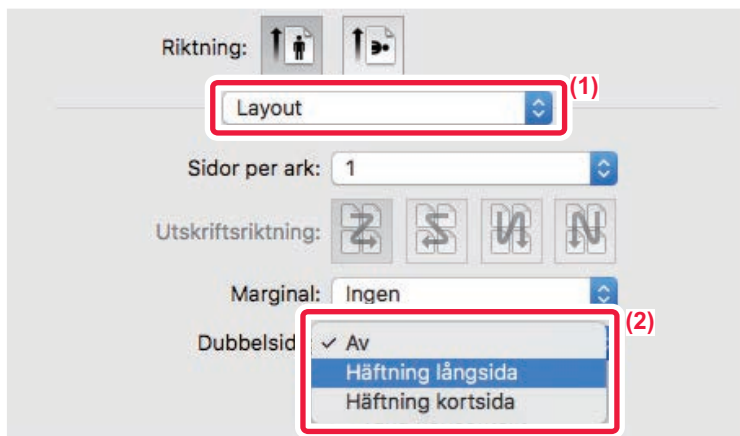 Riktning:
(1)
Layout
Sidor per ark: 1
Utskriftsriktning:
Marginal: Ingen
(2)
Dubbelsid
✓ Av
Häftning långsida
Häftning kortsida